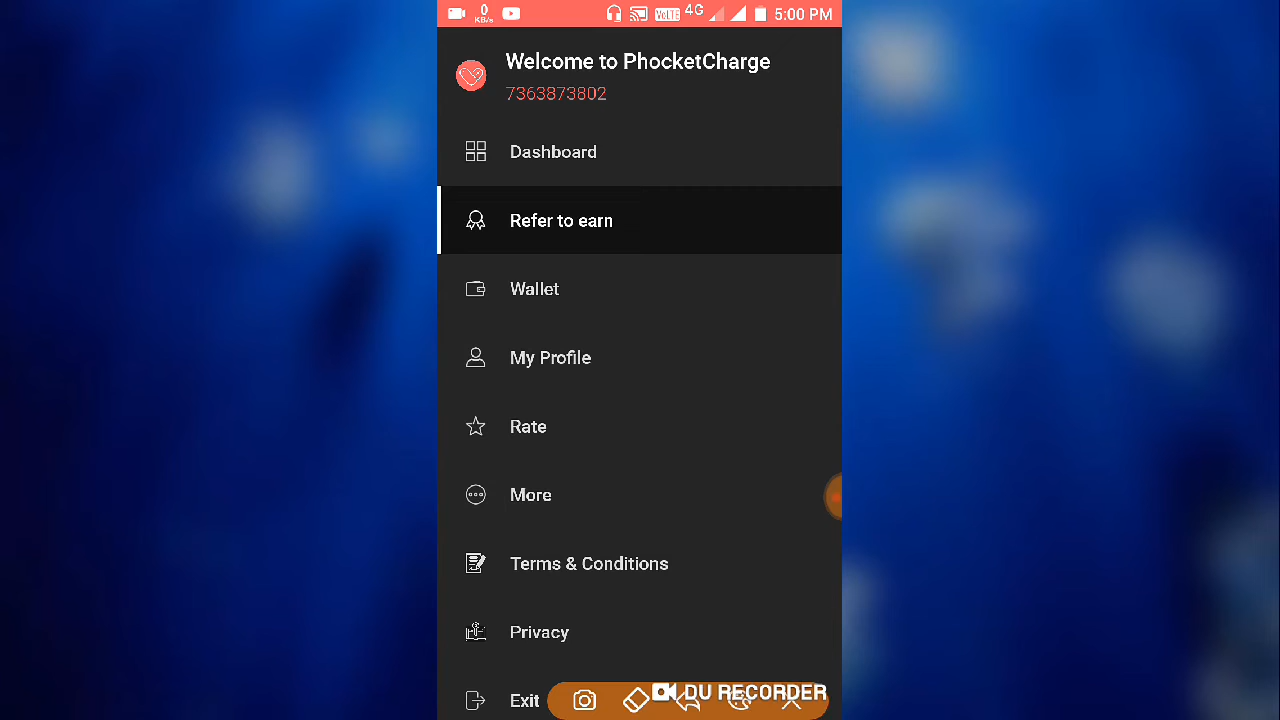 0
KB/s
VoLTE
4G
5:00 PM
Welcome to PhocketCharge
7363873802
Dashboard
Refer to earn
Wallet
My Profile
Rate
More
Terms & Conditions
Privacy
Exit
DU RECORDER